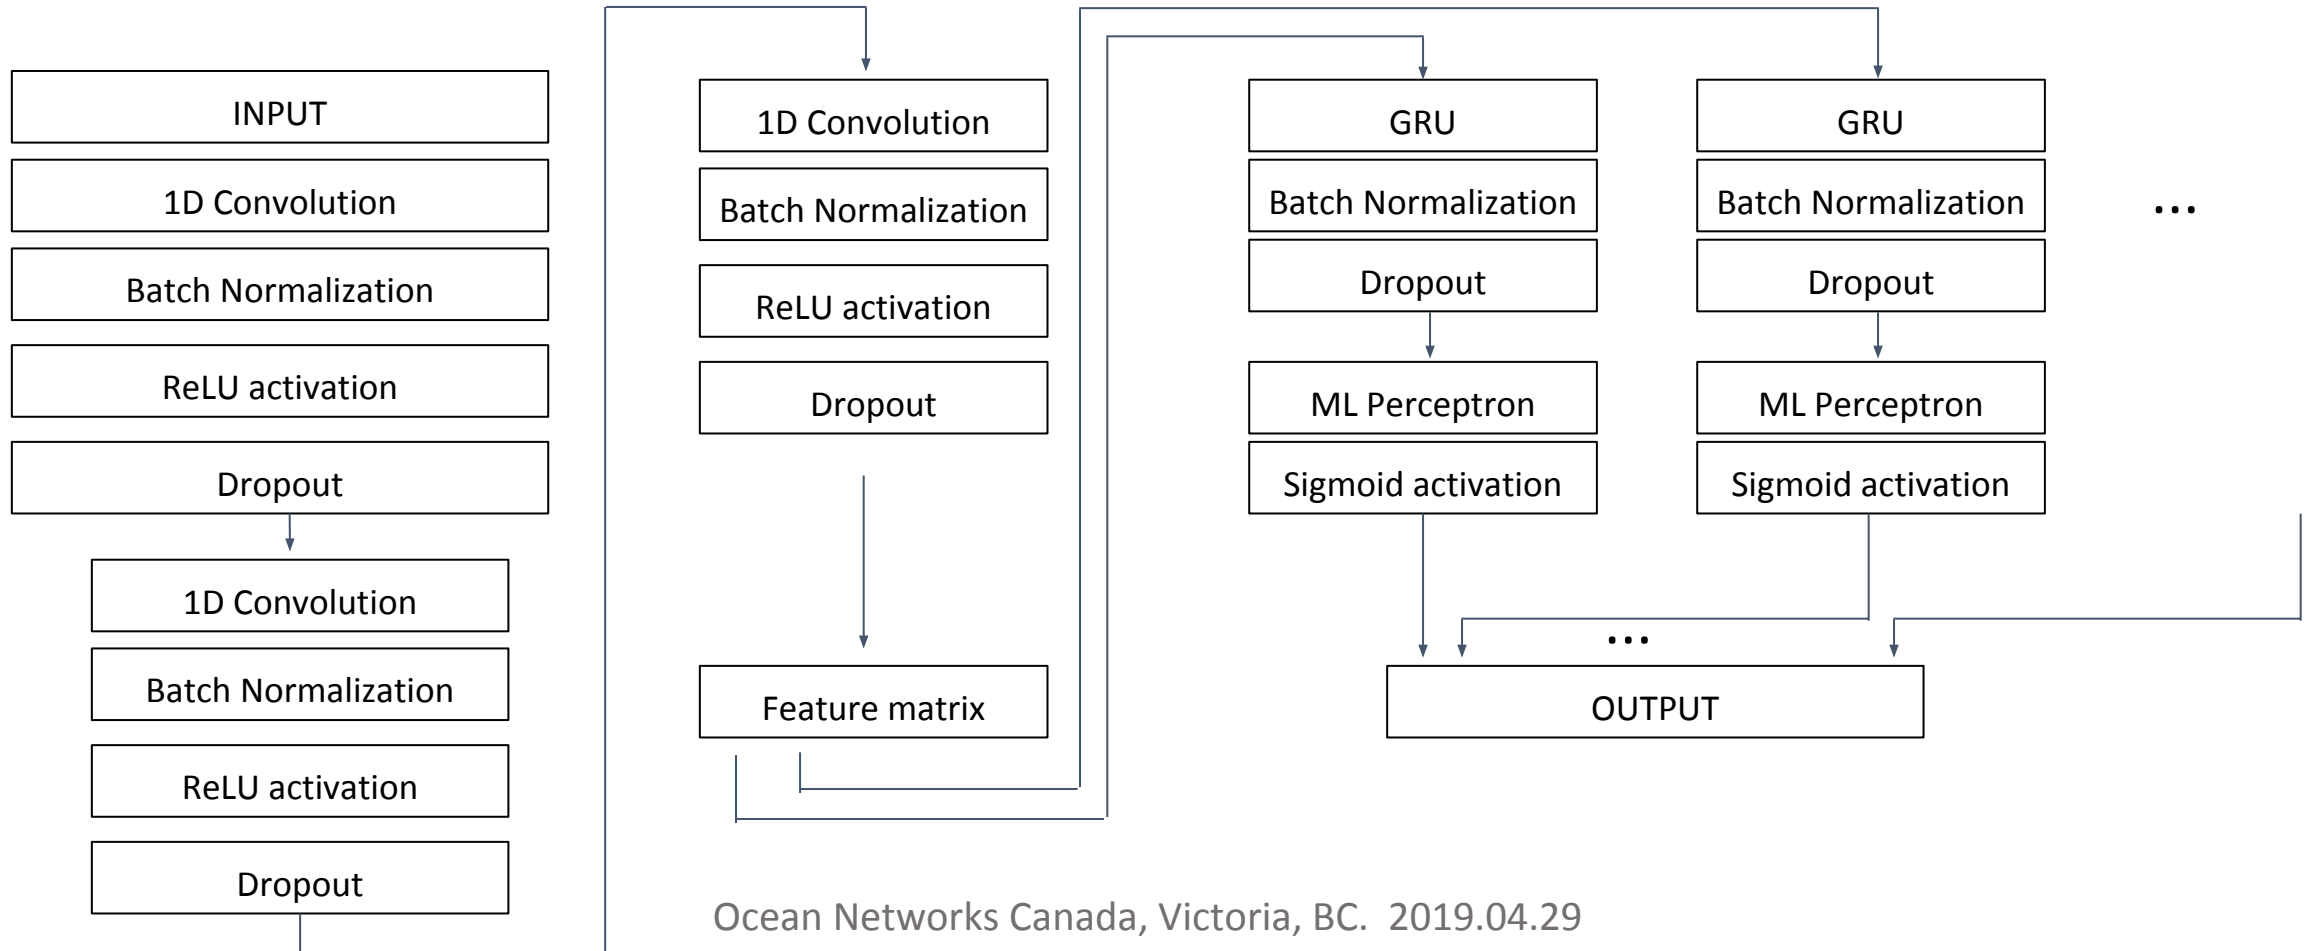 INPUT
1D Convolution
Batch Normalization
ReLU activation
Dropout
1D Convolution
Batch Normalization
ReLU activation
Dropout
1D Convolution
Batch Normalization
ReLU activation
Dropout
Feature matrix
GRU
Batch Normalization
Dropout
ML Perceptron
Sigmoid activation
GRU
Batch Normalization
Dropout
ML Perceptron
Sigmoid activation
...
...
OUTPUT
Ocean Networks Canada, Victoria, BC.  2019.04.29